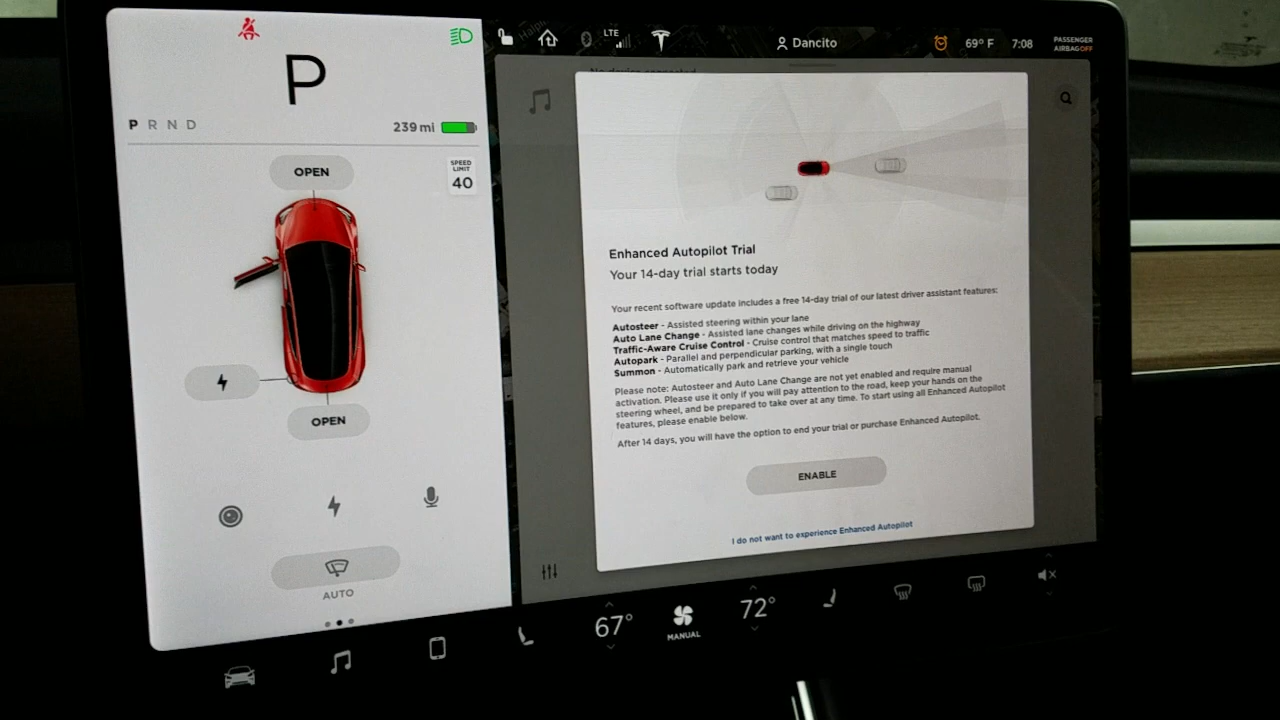 P
P R N D
239 mi
OPEN
SPEED
LIMIT
40
OPEN
AUTO
LTE
Dancito
69° F
7:08
PASSENGER
AIRBAG OFF
No device connected
Enhanced Autopilot Trial
Your 14-day trial starts today
Your recent software update includes a free 14-day trial of our latest driver assistant features:
Autosteer - Assisted steering within your lane
Auto Lane Change - Assisted lane changes while driving on the highway
Traffic-Aware Cruise Control - Cruise control that matches speed to traffic
Autopark - Parallel and perpendicular parking, with a single touch
Summon - Automatically park and retrieve your vehicle
Please note: Autosteer and Auto Lane Change are not yet enabled and require manual
activation. Please use it only if you will pay attention to the road, keep your hands on the
steering wheel, and be prepared to take over at any time. To start using all Enhanced Autopilot
features, please enable below.
After 14 days, you will have the option to end your trial or purchase Enhanced Autopilot.
ENABLE
I do not want to experience Enhanced Autopilot
67°
MANUAL
72°